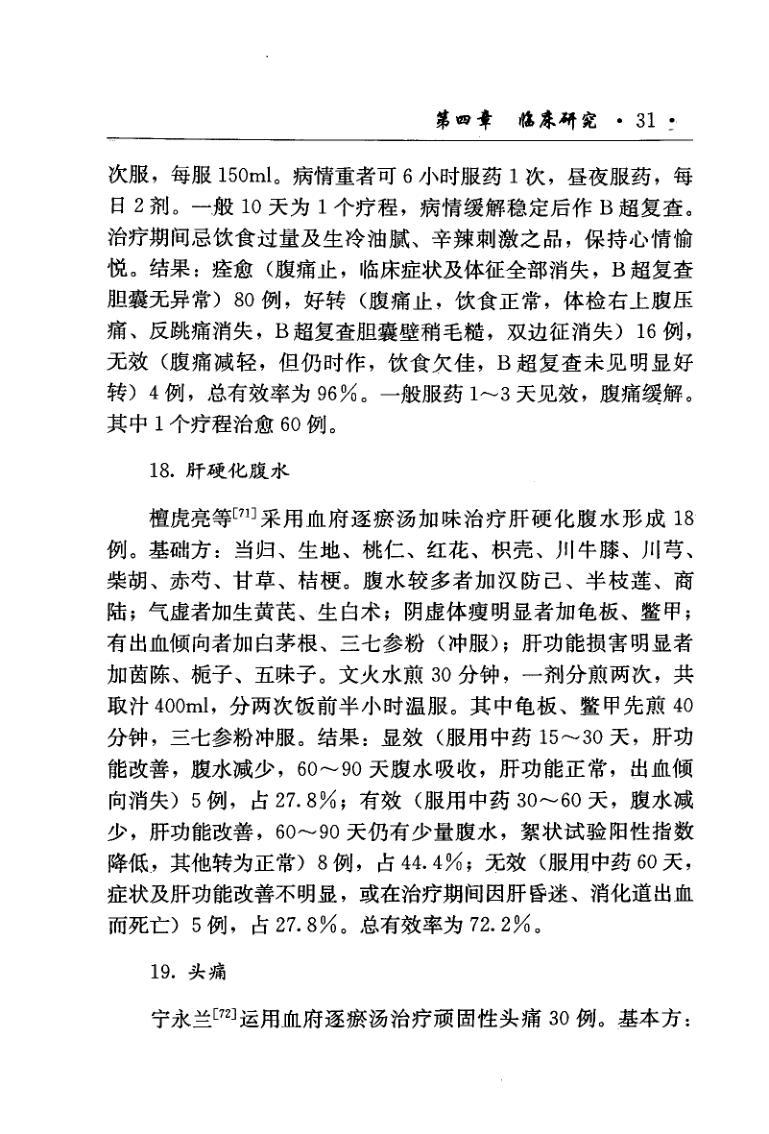 第四章 临床研究 · 31 ·
次服，每服 150ml。病情重者可 6 小时服药 1 次，昼夜服药，每
日 2 剂。一般 10 天为 1 个疗程，病情缓解稳定后作 B 超复查。
治疗期间忌饮食过量及生冷油腻、辛辣刺激之品，保持心情愉
悦。结果：痊愈（腹痛止，临床症状及体征全部消失，B 超复查
胆囊无异常）80 例，好转（腹痛止，饮食正常，体检右上腹压
痛、反跳痛消失，B 超复查胆囊壁稍毛糙，双边征消失）16 例，
无效（腹痛减轻，但仍时作，饮食欠佳，B 超复查未见明显好
转）4 例，总有效率为 96％。一般服药 1～3 天见效，腹痛缓解。
其中 1 个疗程治愈 60 例。
18. 肝硬化腹水
檀虎亮等[71]采用血府逐瘀汤加味治疗肝硬化腹水形成 18
例。基础方：当归、生地、桃仁、红花、枳壳、川牛膝、川芎、
柴胡、赤芍、甘草、桔梗。腹水较多者加汉防己、半枝莲、商
陆；气虚者加生黄芪、生白术；阴虚体瘦明显者加龟板、鳖甲；
有出血倾向者加白茅根、三七参粉（冲服）；肝功能损害明显者
加茵陈、栀子、五味子。文火水煎 30 分钟，一剂分煎两次，共
取汁 400ml，分两次饭前半小时温服。其中龟板、鳖甲先煎 40
分钟，三七参粉冲服。结果：显效（服用中药 15～30 天，肝功
能改善，腹水减少，60～90 天腹水吸收，肝功能正常，出血倾
向消失）5 例，占 27.8％；有效（服用中药 30～60 天，腹水减
少，肝功能改善，60～90 天仍有少量腹水，絮状试验阳性指数
降低，其他转为正常）8 例，占 44.4％；无效（服用中药 60 天，
症状及肝功能改善不明显，或在治疗期间因肝昏迷、消化道出血
而死亡）5 例，占 27.8％。总有效率为 72.2％。
19. 头痛
宁永兰[72]运用血府逐瘀汤治疗顽固性头痛 30 例。基本方：